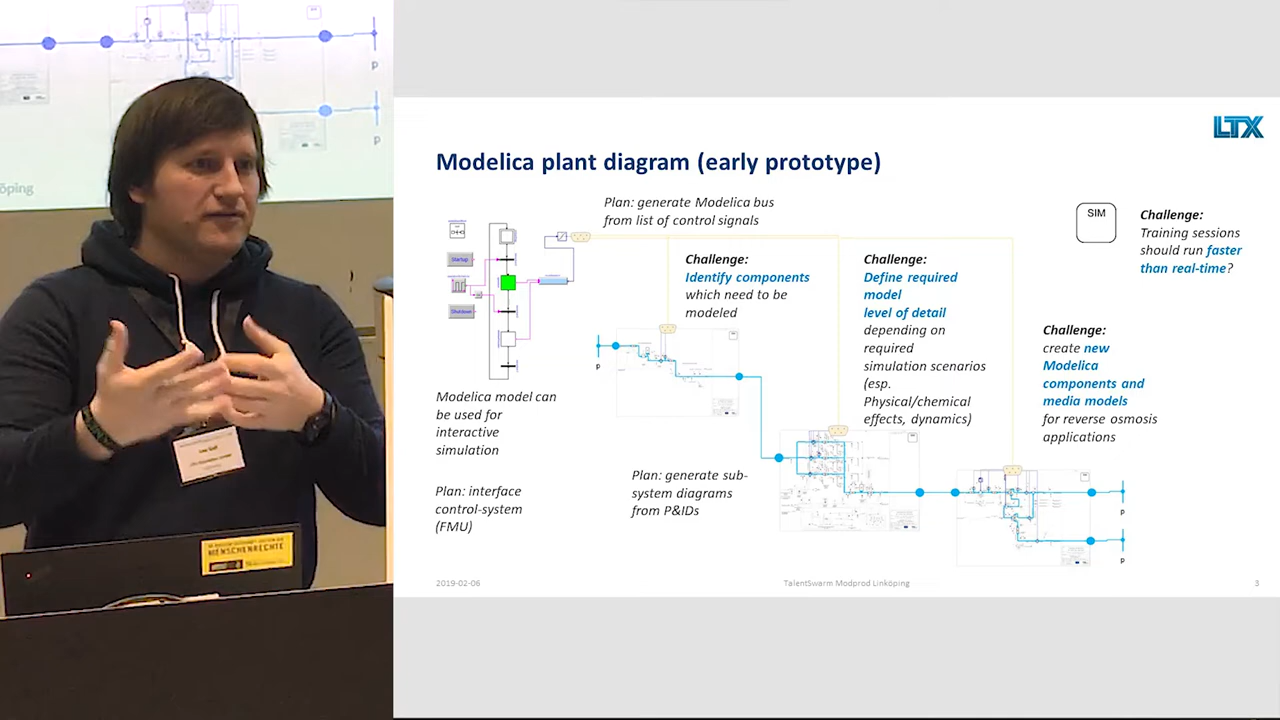 LTX
Modelica plant diagram (early prototype)
Plan: generate Modelica bus
from list of control signals
SIM
Challenge:
Training sessions
should run faster
than real-time?
Challenge:
Identify components
which need to be
modeled
Challenge:
Define required
model
level of detail
depending on
required
simulation scenarios
(esp.
Physical/chemical
effects, dynamics)
Challenge:
create new
Modelica
components and
media models
for reverse osmosis
applications
Startup
Shutdown
p
Modelica model can
be used for
interactive
simulation
Plan: interface
control-system
(FMU)
Plan: generate sub-
system diagrams
from P&IDs
p
p
2019-02-06
TalentSwarm Modprod Linköping
3
p
p
öping
MENSCHENRECHTE